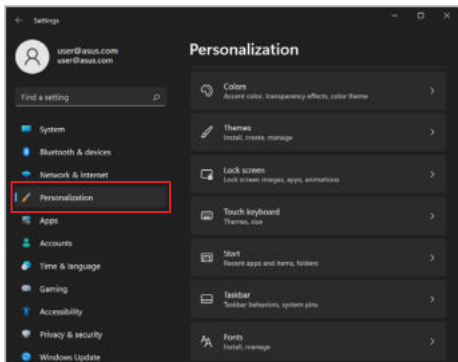 Settings
user@asus.com
user@asus.com
Find a setting
System
Bluetooth & devices
Network & internet
Personalization
Apps
Accounts
Time & language
Gaming
Accessibility
Privacy & security
Windows Update
Personalization
Colors
Accent color, transparency effects, color theme
Themes
Install, create, manage
Lock screen
Lock screen images, apps, animations
Touch keyboard
Themes, size
Start
Recent apps and items, folders
Taskbar
Taskbar behaviors, system pins
Fonts
Install, manage